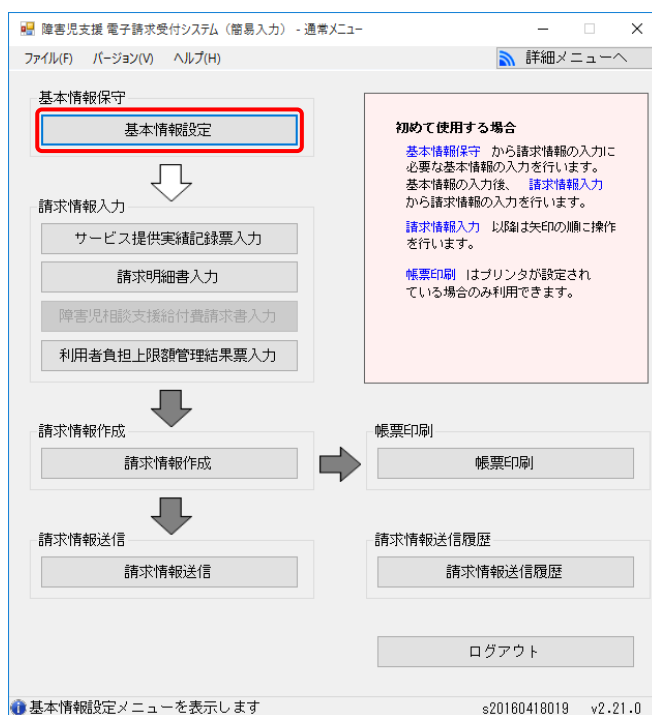 障害児支援 電子請求受付システム（簡易入力） - 通常メニュー
ファイル(F) バージョン(V) ヘルプ(H)
詳細メニューへ
基本情報保守
基本情報設定
初めて使用する場合
基本情報保守 から請求情報の入力に
必要な基本情報の入力を行います。
基本情報の入力後、 請求情報入力
から請求情報の入力を行います。
請求情報入力 以降は矢印の順に操作
を行います。
帳票印刷 はプリンタが設定され
ている場合のみ利用できます。
請求情報入力
サービス提供実績記録票入力
請求明細書入力
障害児相談支援給付費請求書入力
利用者負担上限額管理結果票入力
請求情報作成
請求情報作成
帳票印刷
帳票印刷
請求情報送信
請求情報送信
請求情報送信履歴
請求情報送信履歴
ログアウト
基本情報設定メニューを表示します
s20160418019 v2.21.0